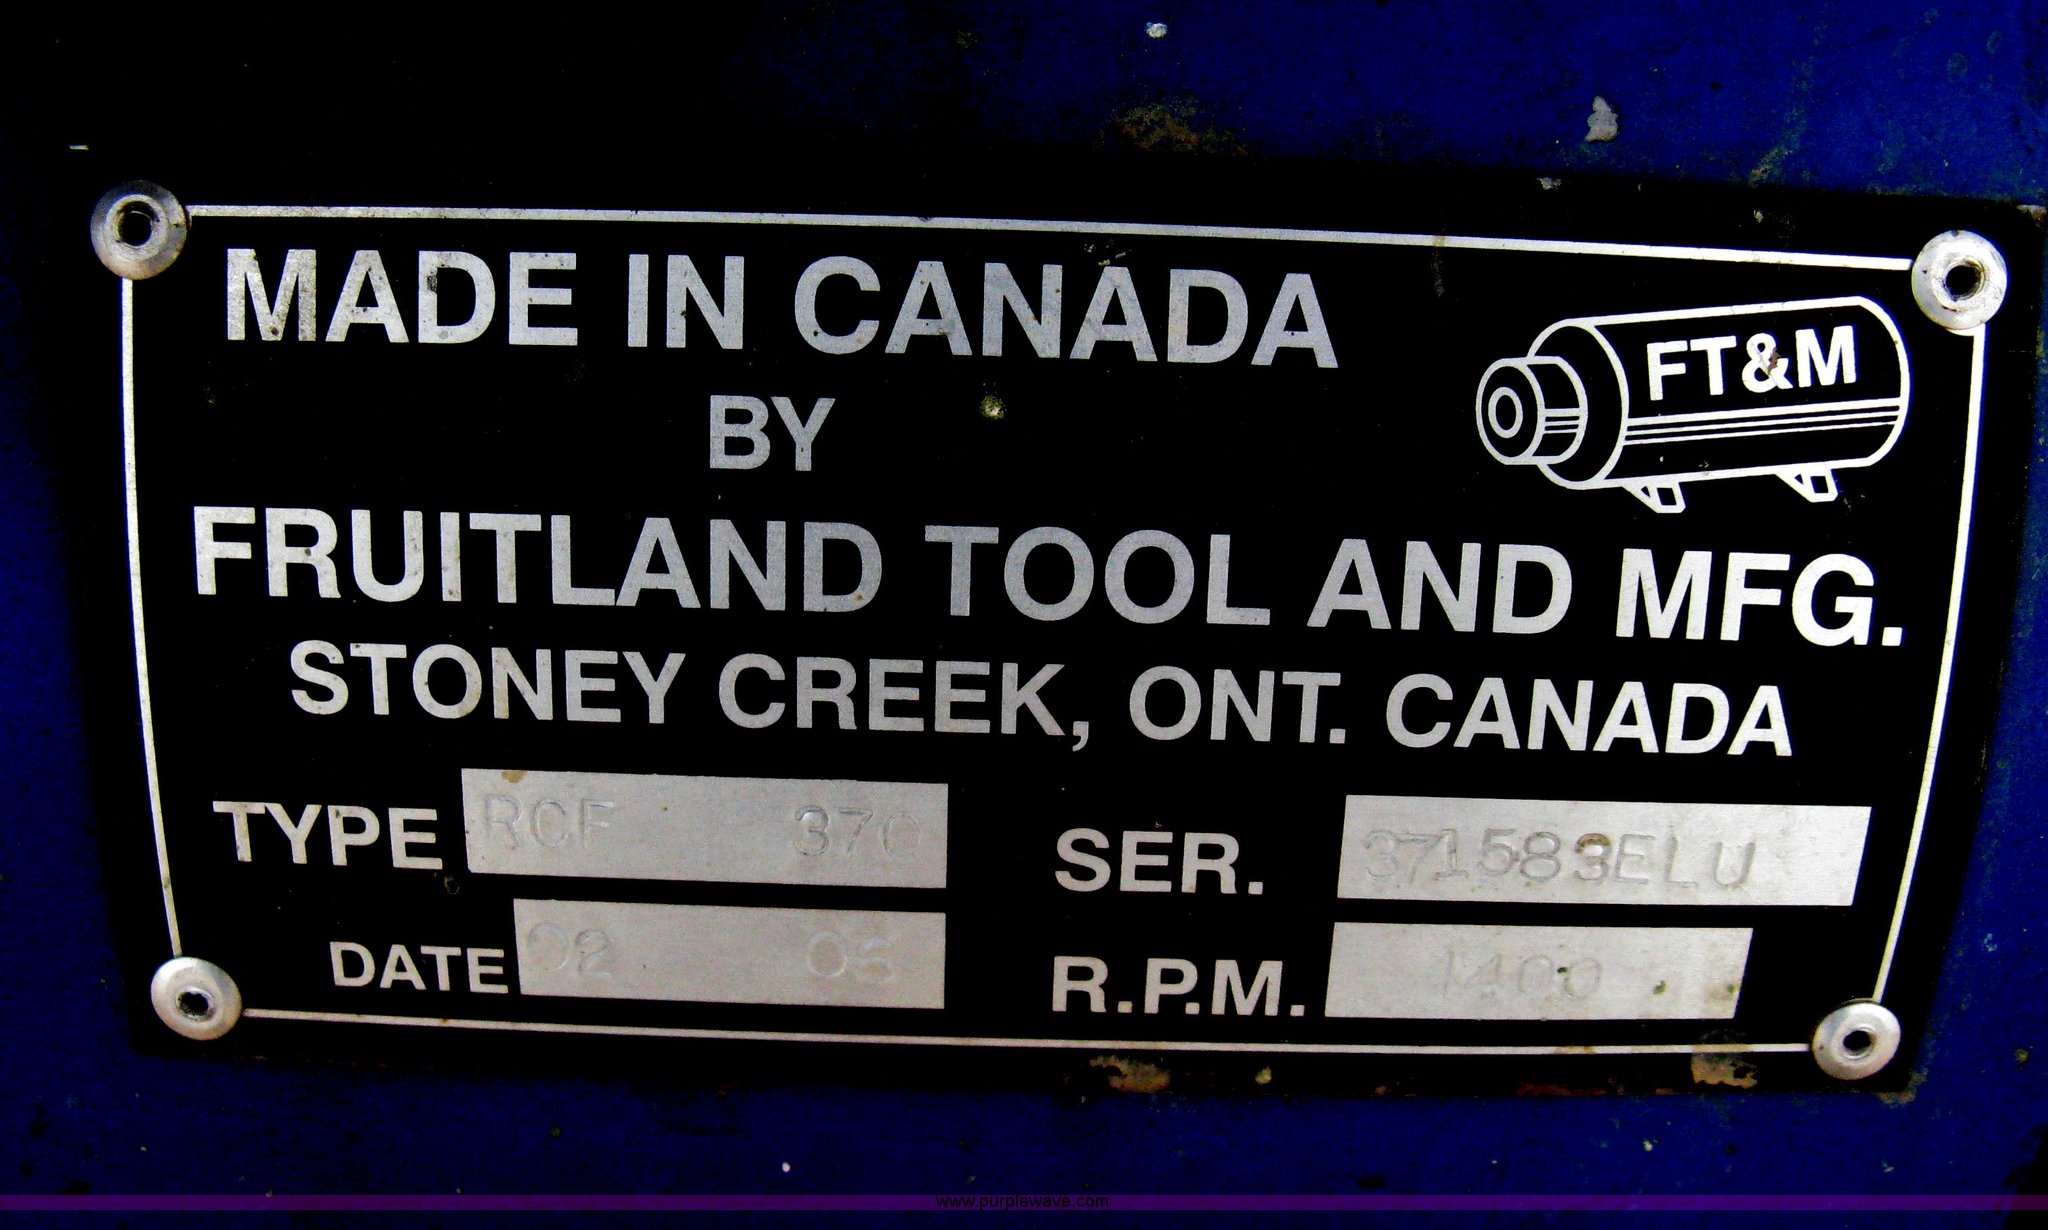 MADE IN CANADA
FT&M
BY
FRUITLAND TOOL AND MFG.
STONEY CREEK, ONT. CANADA
TYPE RCF 370 SER. 371583ELU
DATE 02 05 R.P.M. 1400
www.purplewave.com